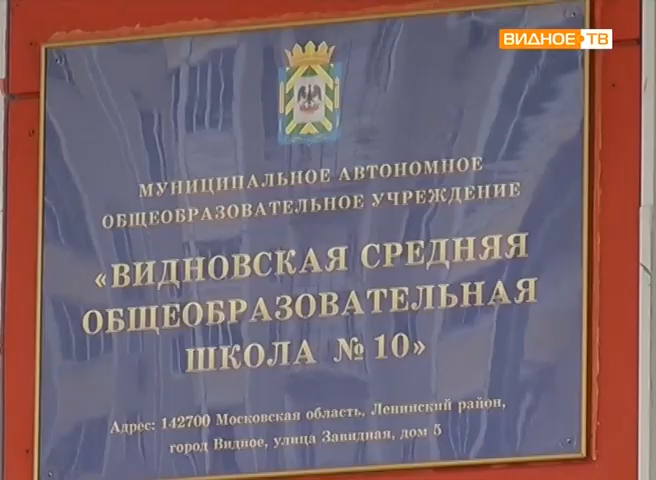 ВИДНОЕ ТВ
МУНИЦИПАЛЬНОЕ АВТОНОМНОЕ
ОБЩЕОБРАЗОВАТЕЛЬНОЕ УЧРЕЖДЕНИЕ
«ВИДНОВСКАЯ СРЕДНЯЯ
ОБЩЕОБРАЗОВАТЕЛЬНАЯ
ШКОЛА № 10»
Адрес: 142700 Московская область, Ленинский район,
город Видное, улица Завидная, дом 5